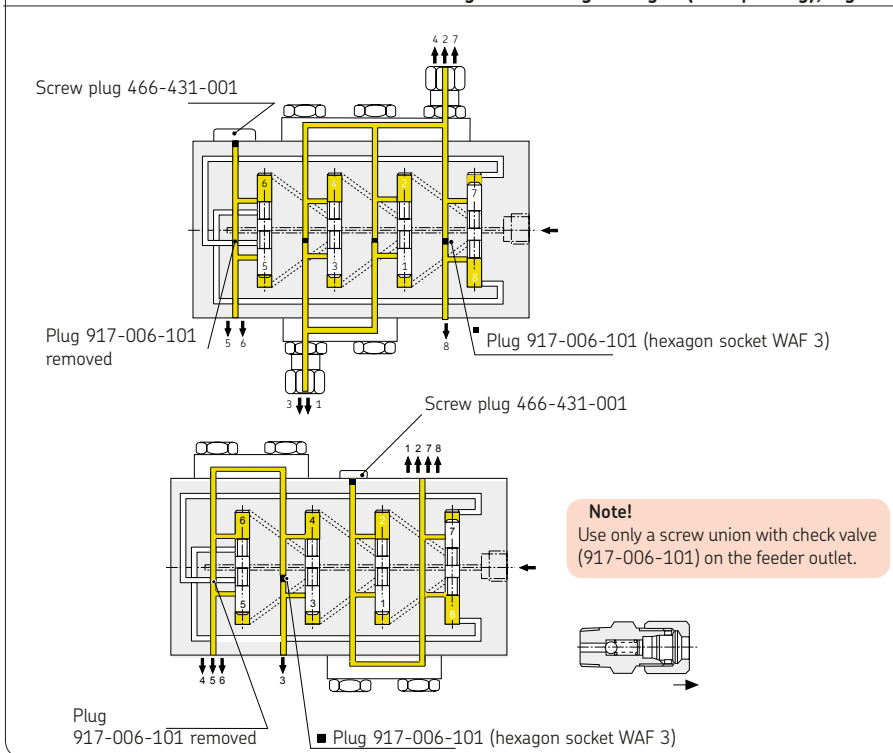 4 2 7
Screw plug 466-431-001
6 4 2 7
5 3 1 8
Plug 917-006-101
removed
5 6
8
■ Plug 917-006-101 (hexagon socket WAF 3)
3 1
Screw plug 466-431-001
1 2 7 8
6 4 2 7
5 3 1 8
Note!
Use only a screw union with check valve
(917-006-101) on the feeder outlet.
4 5 6
3
Plug
917-006-101 removed
■ Plug 917-006-101 (hexagon socket WAF 3)